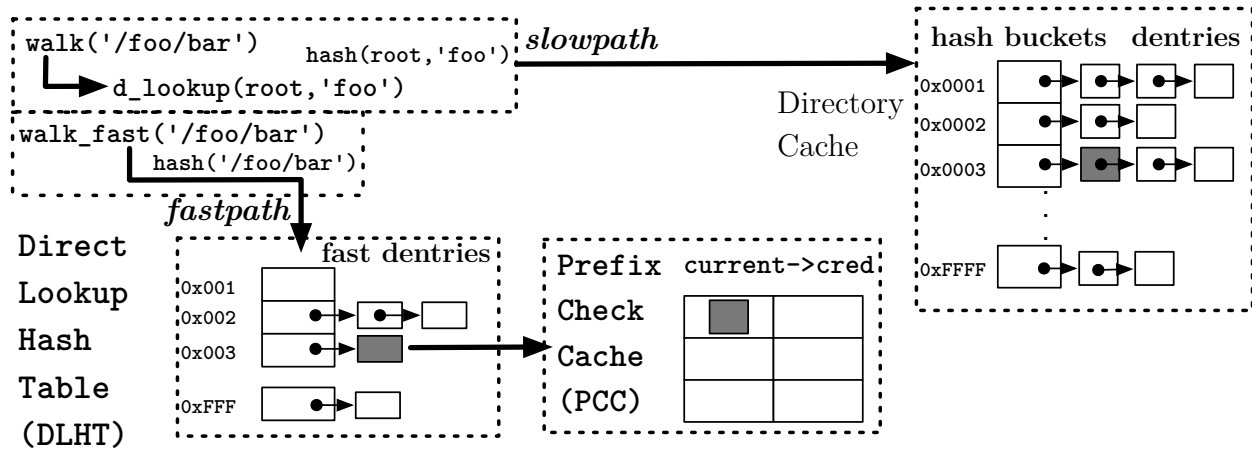 walk('/foo/bar')
hash(root,'foo')
d_lookup(root,'foo')
slowpath
walk_fast('/foo/bar')
hash('/foo/bar')
fastpath
Directory
Cache
hash buckets dentries
0x0001
0x0002
0x0003
0xFFFF
Direct
Lookup
Hash
Table
(DLHT)
fast dentries
0x001
0x002
0x003
0xFFF
Prefix
Check
Cache
(PCC)
current->cred